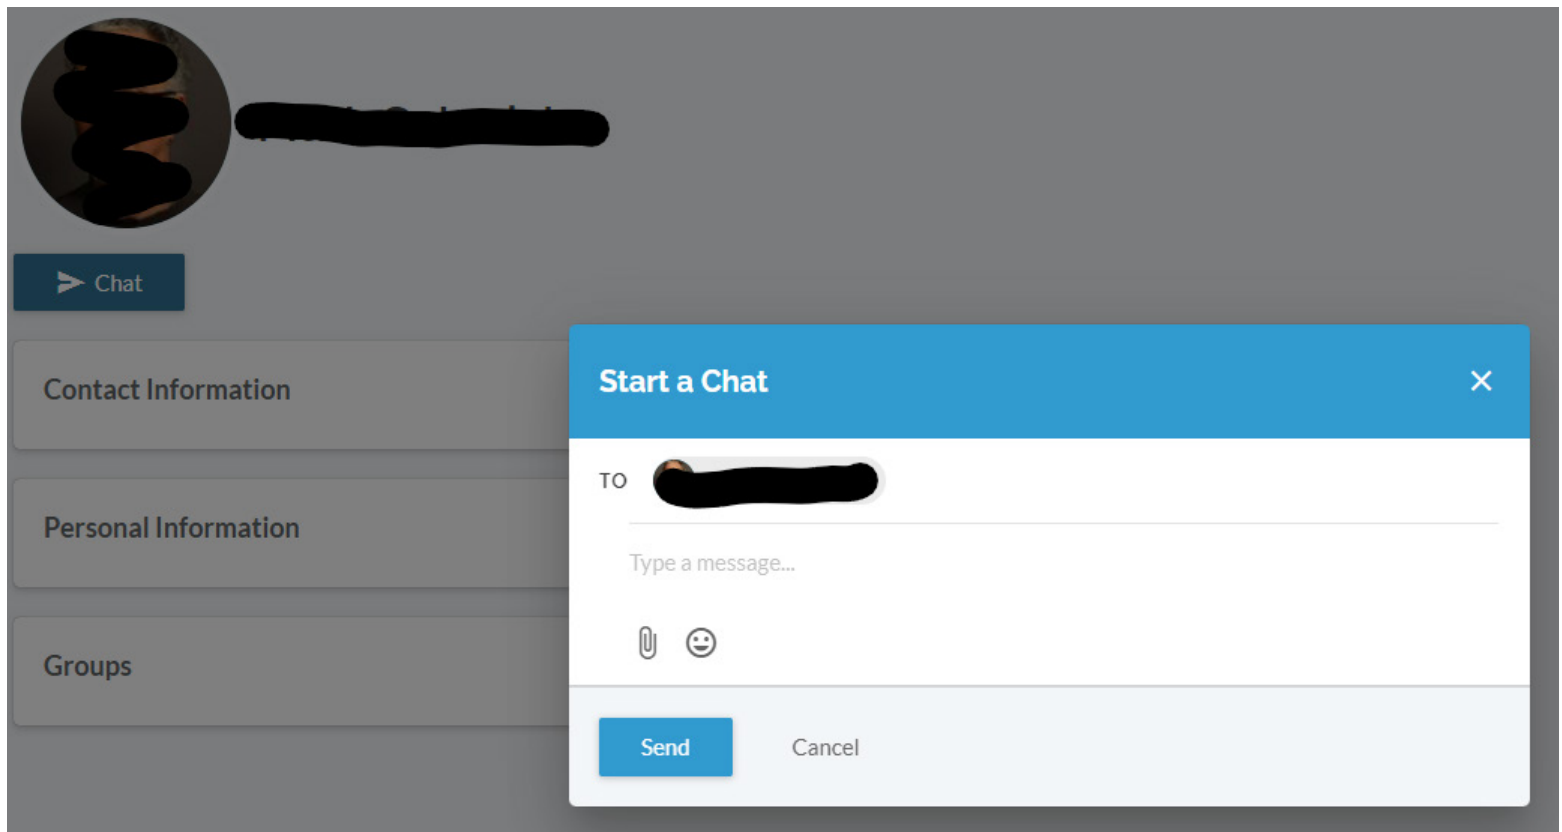 Chat
Contact Information
Personal Information
Groups
Start a Chat
TO
Type a message...
Send
Cancel